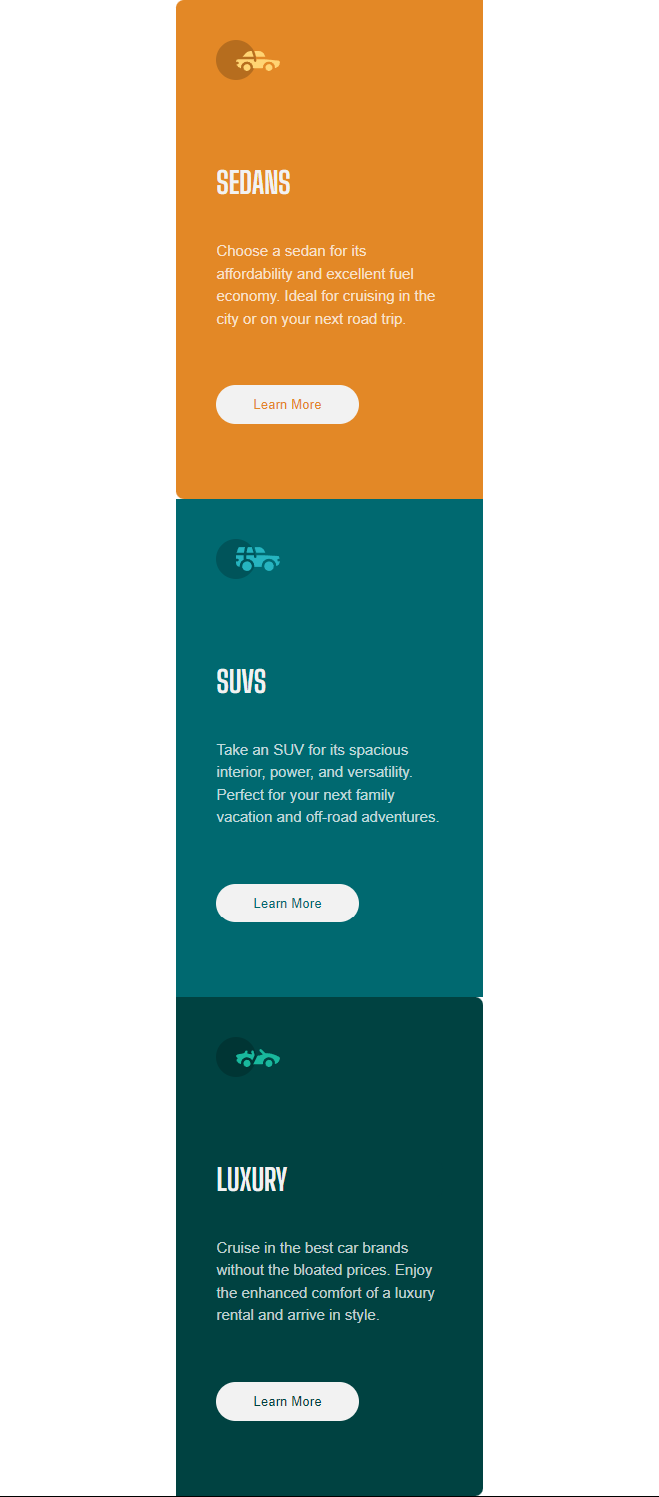 SEDANS
Choose a sedan for its
affordability and excellent fuel
economy. Ideal for cruising in the
city or on your next road trip.
Learn More
SUVS
Take an SUV for its spacious
interior, power, and versatility.
Perfect for your next family
vacation and off-road adventures.
Learn More
LUXURY
Cruise in the best car brands
without the bloated prices. Enjoy
the enhanced comfort of a luxury
rental and arrive in style.
Learn More